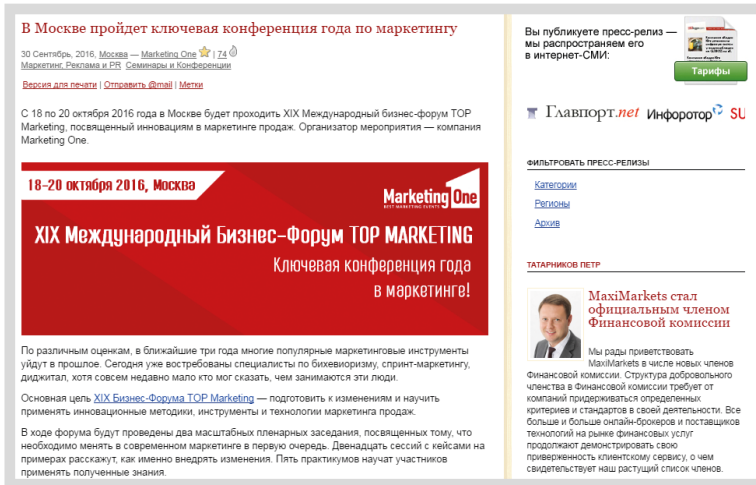 В Москве пройдет ключевая конференция года по маркетингу
30 Сентябрь, 2016, Москва — Marketing One | 74
Маркетинг, Реклама и PR Семинары и Конференции
Версия для печати | Отправить @mail | Метки
С 18 по 20 октября 2016 года в Москве будет проходить XIX Международный бизнес-форум TOP
Marketing, посвященный инновациям в маркетинге продаж. Организатор мероприятия — компания
Marketing One.
18-20 октября 2016, Москва
Marketing One
BEST MARKETING EVENTS
XIX Международный Бизнес-Форум TOP MARKETING
Ключевая конференция года
в маркетинге!
По различным оценкам, в ближайшие три года многие популярные маркетинговые инструменты
уйдут в прошлое. Сегодня уже востребованы специалисты по бихевиоризму, спринт-маркетингу,
диджитал, хотя совсем недавно мало кто мог сказать, чем занимаются эти люди.
Основная цель XIX Бизнес-Форума TOP Marketing — подготовить к изменениям и научить
применять инновационные методики, инструменты и технологии маркетинга продаж.
В ходе форума будут проведены два масштабных пленарных заседания, посвященных тому, что
необходимо менять в современном маркетинге в первую очередь. Двенадцать сессий с кейсами на
примерах расскажут, как именно внедрять изменения. Пять практикумов научат участников
применять полученные знания.
Вы публикуете пресс-релиз —
мы распространяем его
в интернет-СМИ:
Тарифы
Главпорт.net Инфоротор SU
ФИЛЬТРОВАТЬ ПРЕСС-РЕЛИЗЫ
Категории
Регионы
Архив
ТАТАРНИКОВ ПЕТР
MaxiMarkets стал
официальным членом
Финансовой комиссии
Мы рады приветствовать
MaxiMarkets в числе новых членов
Финансовой комиссии. Структура добровольного
членства в Финансовой комиссии требует от
компаний придерживаться определенных
критериев и стандартов в своей деятельности. Все
больше и больше онлайн-брокеров и поставщиков
технологий на рынке финансовых услуг
продолжают демонстрировать свою
приверженность клиентскому сервису, о чем
свидетельствует наш растущий список членов.